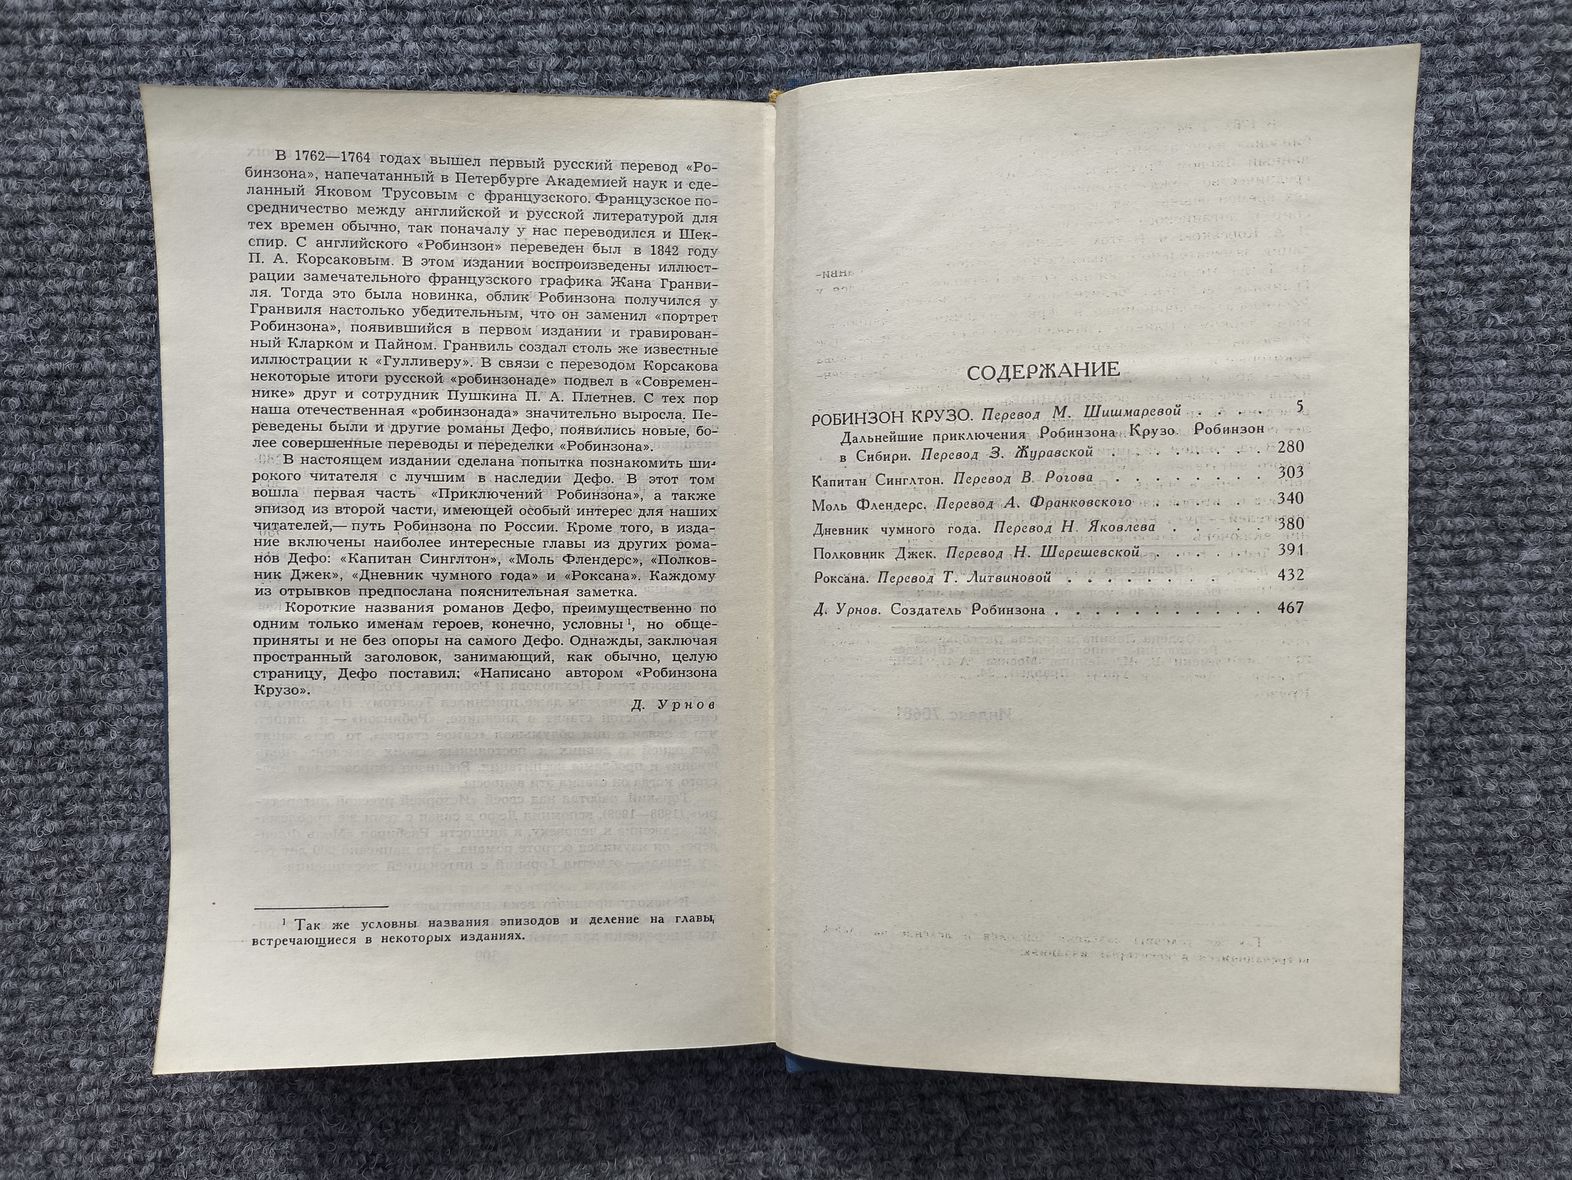 В 1762—1764 годах вышел первый русский перевод «Ро-
бинзона», напечатанный в Петербурге Академией наук и сде-
ланный Яковом Трусовым с французского. Французское по-
средничество между английской и русской литературой для
тех времен обычно, так поначалу у нас переводился и Шек-
спир. С английского «Робинзон» переведен был в 1842 году
П. А. Корсаковым. В этом издании воспроизведены иллюст-
рации замечательного французского графика Жана Гранви-
ля. Тогда это была новинка, облик Робинзона получился у
Гранвиля настолько убедительным, что он заменил «портрет
Робинзона», появившийся в первом издании и гравирован-
ный Кларком и Пайном. Гранвиль создал столь же известные
иллюстрации к «Гулливеру». В связи с переводом Корсакова
некоторые итоги русской «робинзонаде» подвел в «Современ-
нике» друг и сотрудник Пушкина П. А. Плетнев. С тех пор
наша отечественная «робинзонада» значительно выросла. Пе-
реведены были и другие романы Дефо, появились новые, бо-
лее совершенные переводы и переделки «Робинзона».
В настоящем издании сделана попытка познакомить ши-
рокого читателя с лучшим в наследии Дефо. В этот том
вошла первая часть «Приключений Робинзона», а также
эпизод из второй части, имеющей особый интерес для наших
читателей,— путь Робинзона по России. Кроме того, в изда-
ние включены наиболее интересные главы из других рома-
нов Дефо: «Капитан Синглтон», «Моль Флендерс», «Полков-
ник Джек», «Дневник чумного года» и «Роксана». Каждому
из отрывков предпослана пояснительная заметка.
Короткие названия романов Дефо, преимущественно по
одним только именам героев, конечно, условны¹, но обще-
приняты и не без опоры на самого Дефо. Однажды, заключая
пространный заголовок, занимающий, как обычно, целую
страницу, Дефо поставил: «Написано автором «Робинзона
Крузо».
Д. Урнов
¹ Так же условны названия эпизодов и деление на главы,
встречающиеся в некоторых изданиях.
СОДЕРЖАНИЕ
РОБИНЗОН КРУЗО. Перевод М. Шишмаревой . . . . . 5
Дальнейшие приключения Робинзона Крузо. Робинзон
в Сибири. Перевод З. Журавской . . . . . . . . 280
Капитан Синглтон. Перевод В. Рогова . . . . . . . . 303
Моль Флендерс. Перевод А. Франковского . . . . . . 340
Дневник чумного года. Перевод Н. Яковлева . . . . . 380
Полковник Джек. Перевод Н. Шерешевской . . . . . . 391
Роксана. Перевод Т. Литвиновой . . . . . . . . . . 432
Д. Урнов. Создатель Робинзона . . . . . . . . . . . 467